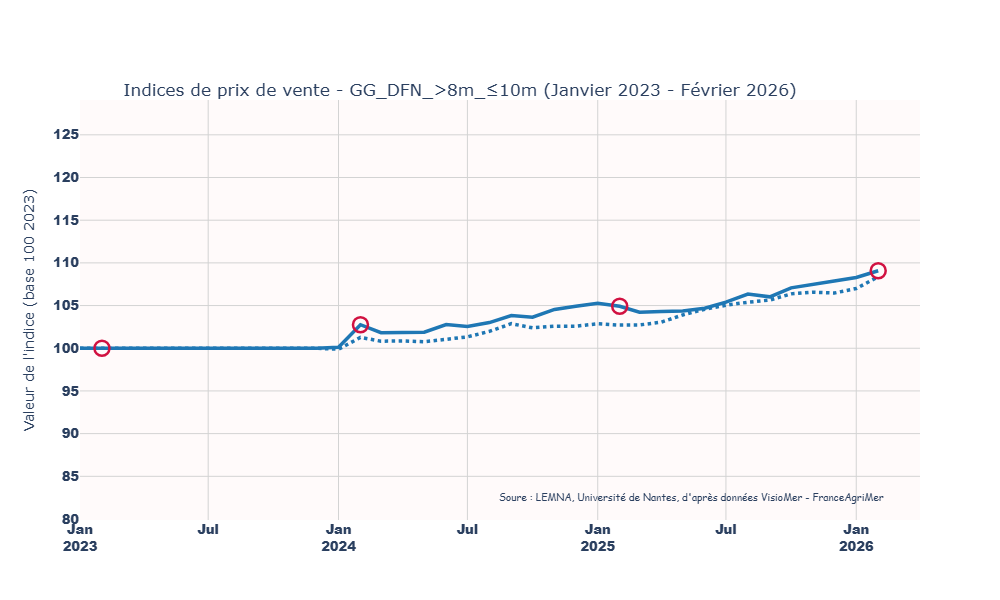 Indices de prix de vente - GG_DFN_>8m_≤10m (Janvier 2023 - Février 2026)
Valeur de l'indice (base 100 2023)
125
120
115
110
105
100
95
90
85
80
Soure : LEMNA, Université de Nantes, d'après données VisioMer - FranceAgriMer
Jan
2023
Jul
Jan
2024
Jul
Jan
2025
Jul
Jan
2026